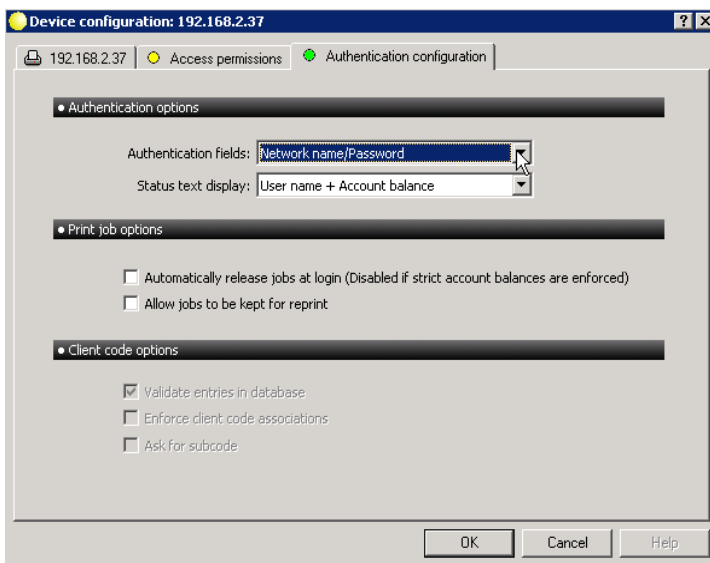 Device configuration: 192.168.2.37
192.168.2.37 Access permissions Authentication configuration
• Authentication options
Authentication fields: Network name/Password
Status text display: User name + Account balance
• Print job options
Automatically release jobs at login (Disabled if strict account balances are enforced)
Allow jobs to be kept for reprint
• Client code options
Validate entries in database
Enforce client code associations
Ask for subcode
OK Cancel Help